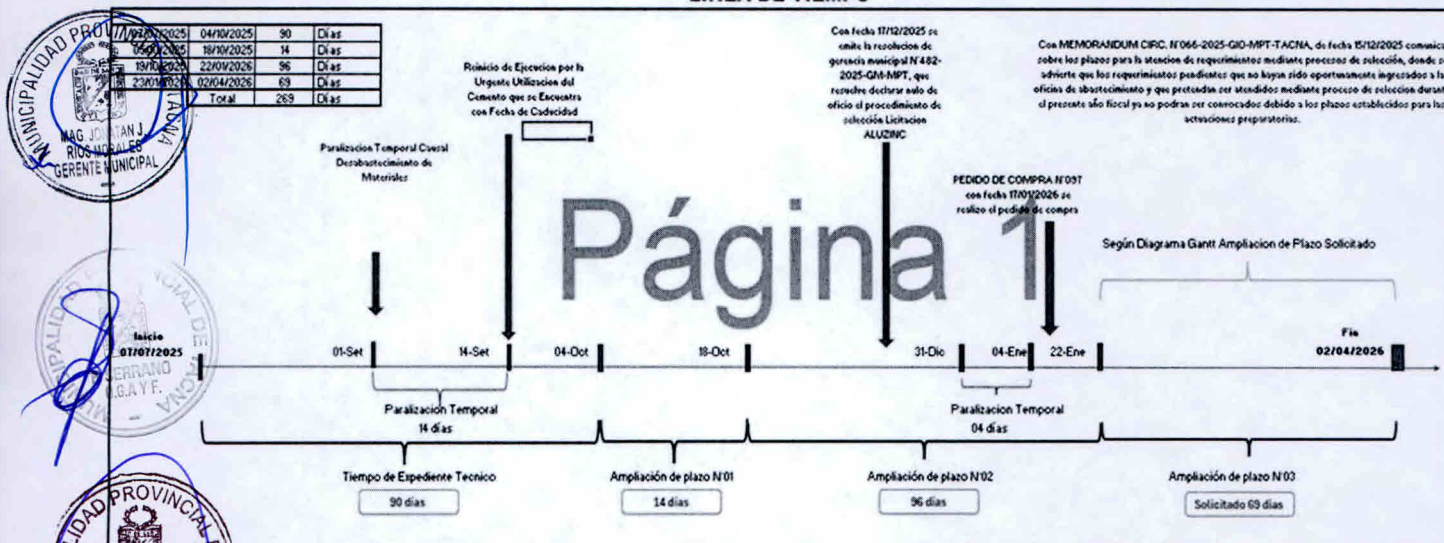 LINEA DE TIEMPO
07/07/2025 04/10/2025 90 Días
05/10/2025 18/10/2025 14 Días
19/10/2025 22/01/2026 96 Días
23/01/2026 02/04/2026 69 Días
Total 269 Días
MUNICIPALIDAD PROVINCIAL
TACNA
MAG. JONATAN J.
RIOS MORALES
GERENTE MUNICIPAL
Paralizacion Temporal Causal
Desabastecimiento de
Materiales
Reinicio de Ejecucion por la
Urgente Utilizacion del
Cemento que se Encuentra
con Fecha de Caducidad
Con fecha 17/12/2025 se
emite la resolucion de
gerencia municipal N°482-
2025-GM-MPT, que
resuelve declarar nulo de
oficio el procedimiento de
selección Licitacion
ALUZINC
Con MEMORANDUM CIRC. N°066-2025-GIO-MPT-TACNA, de fecha 15/12/2025 comunica
sobre los plazos para la atencion de requerimientos mediante procesos de selección, donde se
advierte que los requerimientos pendientes que no hayan sido oportunamente ingresados a la
oficina de abastecimiento y que pretendan ser atendidos mediante proceso de seleccion durant
el presente año fiscal ya no podran ser convocados debido a los plazos establecidos para las
actuaciones preparatorias.
PEDIDO DE COMPRA N°097
con fecha 17/01/2026 se
realizo el pedido de compra
Página 1
Según Diagrama Gantt Ampliacion de Plazo Solicitado
Inicio
07/07/2025
01-Set
14-Set
04-Oct
18-Oct
31-Dic
04-Ene
22-Ene
Fin
02/04/2026
SERRANO
O.G.A Y F.
Paralizacion Temporal
14 días
Paralizacion Temporal
04 días
Tiempo de Expediente Tecnico
90 días
Ampliación de plazo N°01
14 días
Ampliación de plazo N°02
96 días
Ampliación de plazo N°03
Solicitado 69 dias